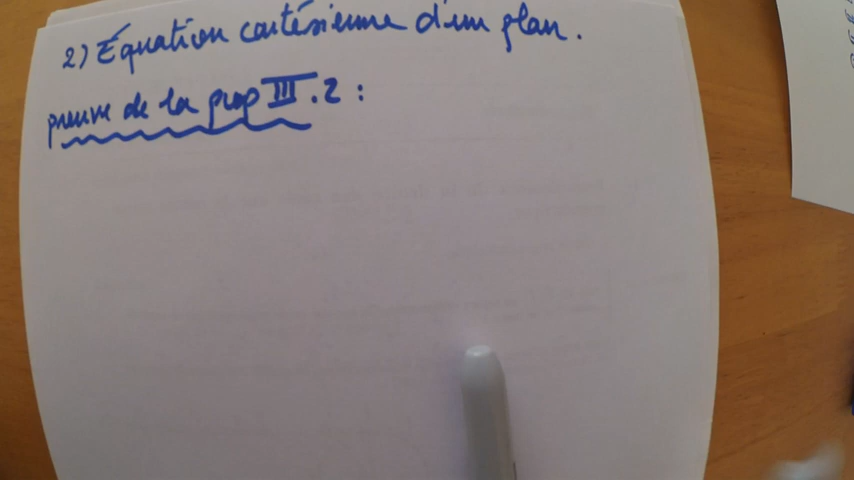 2) Équation cartésienne d'un plan.
preuve de la prop III.2 :